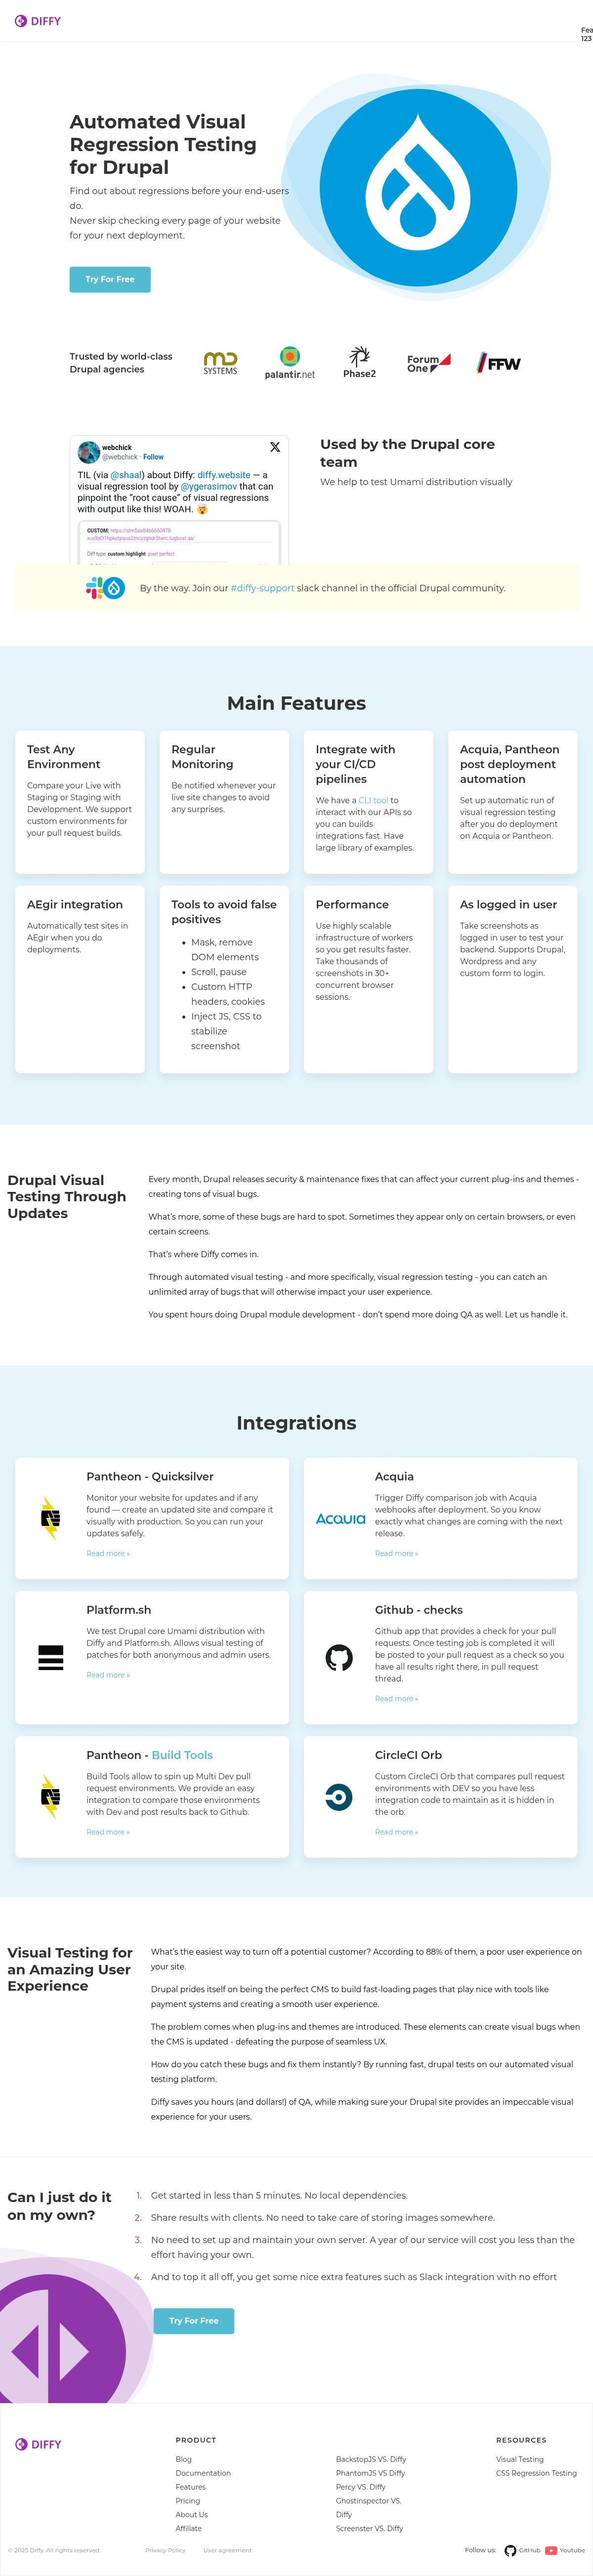 DIFFY
Fea
123
Automated Visual
Regression Testing
for Drupal
Find out about regressions before your end-users
do.
Never skip checking every page of your website
for your next deployment.
Try For Free
Trusted by world-class
Drupal agencies
SYSTEMS
palantir.net
Phase2
Forum
One
FFW
webchick
@webchick · Follow
TIL (via @shaal) about Diffy: diffy.website — a
visual regression tool by @ygerasimov that can
pinpoint the "root cause" of visual regressions
with output like this! WOAH. 🤯
CUSTOM:
Diff type: custom highlight pixel perfect
Used by the Drupal core
team
We help to test Umami distribution visually
By the way. Join our #diffy-support slack channel in the official Drupal community.
Main Features
Test Any
Environment
Compare your Live with
Staging or Staging with
Development. We support
custom environments for
your pull request builds.
Regular
Monitoring
Be notified whenever your
live site changes to avoid
any surprises.
Integrate with
your CI/CD
pipelines
We have a CLI tool to
interact with our APIs so
you can builds
integrations fast. Have
large library of examples.
Acquia, Pantheon
post deployment
automation
Set up automatic run of
visual regression testing
after you do deployment
on Acquia or Pantheon.
AEgir integration
Automatically test sites in
AEgir when you do
deployments.
Tools to avoid false
positives
• Mask, remove
DOM elements
• Scroll, pause
• Custom HTTP
headers, cookies
• Inject JS, CSS to
stabilize
screenshot
Performance
Use highly scalable
infrastructure of workers
so you get results faster.
Take thousands of
screenshots in 30+
concurrent browser
sessions.
As logged in user
Take screenshots as
logged in user to test your
backend. Supports Drupal,
Wordpress and any
custom form to login.
Drupal Visual
Testing Through
Updates
Every month, Drupal releases security & maintenance fixes that can affect your current plug-ins and themes -
creating tons of visual bugs.
What's more, some of these bugs are hard to spot. Sometimes they appear only on certain browsers, or even
certain screens.
That's where Diffy comes in.
Through automated visual testing - and more specifically, visual regression testing - you can catch an
unlimited array of bugs that will otherwise impact your user experience.
You spent hours doing Drupal module development - don't spend more doing QA as well. Let us handle it.
Integrations
Pantheon - Quicksilver
Monitor your website for updates and if any
found — create an updated site and compare it
visually with production. So you can run your
updates safely.
Read more »
Acquia
Acquia
Trigger Diffy comparison job with Acquia
webhooks after deployment. So you know
exactly what changes are coming with the next
release.
Read more »
Platform.sh
We test Drupal core Umami distribution with
Diffy and Platform.sh. Allows visual testing of
patches for both anonymous and admin users.
Read more »
Github - checks
Github app that provides a check for your pull
requests. Once testing job is completed it will
be posted to your pull request as a check so you
have all results right there, in pull request
thread.
Read more »
Pantheon - Build Tools
Build Tools allow to spin up Multi Dev pull
request environments. We provide an easy
integration to compare those environments
with Dev and post results back to Github.
Read more »
CircleCI Orb
Custom CircleCI Orb that compares pull request
environments with DEV so you have less
integration code to maintain as it is hidden in
the orb.
Read more »
Visual Testing for
an Amazing User
Experience
What's the easiest way to turn off a potential customer? According to 88% of them, a poor user experience on
your site.
Drupal prides itself on being the perfect CMS to build fast-loading pages that play nice with tools like
payment systems and creating a smooth user experience.
The problem comes when plug-ins and themes are introduced. These elements can create visual bugs when
the CMS is updated - defeating the purpose of seamless UX.
How do you catch these bugs and fix them instantly? By running fast, drupal tests on our automated visual
testing platform.
Diffy saves you hours (and dollars!) of QA, while making sure your Drupal site provides an impeccable visual
experience for your users.
Can I just do it
on my own?
1. Get started in less than 5 minutes. No local dependencies.
2. Share results with clients. No need to take care of storing images somewhere.
3. No need to set up and maintain your own server. A year of our service will cost you less than the
effort having your own.
4. And to top it all off, you get some nice extra features such as Slack integration with no effort
Try For Free
DIFFY
PRODUCT
Blog
Documentation
Features
Pricing
About Us
Affiliate
BackstopJS VS. Diffy
PhantomJS VS Diffy
Percy VS. Diffy
Ghostinspector VS.
Diffy
Screenster VS. Diffy
RESOURCES
Visual Testing
CSS Regression Testing
© 2020 Diffy. All rights reserved.
Privacy Policy
User agreement
Follow us:
GitHub
Youtube